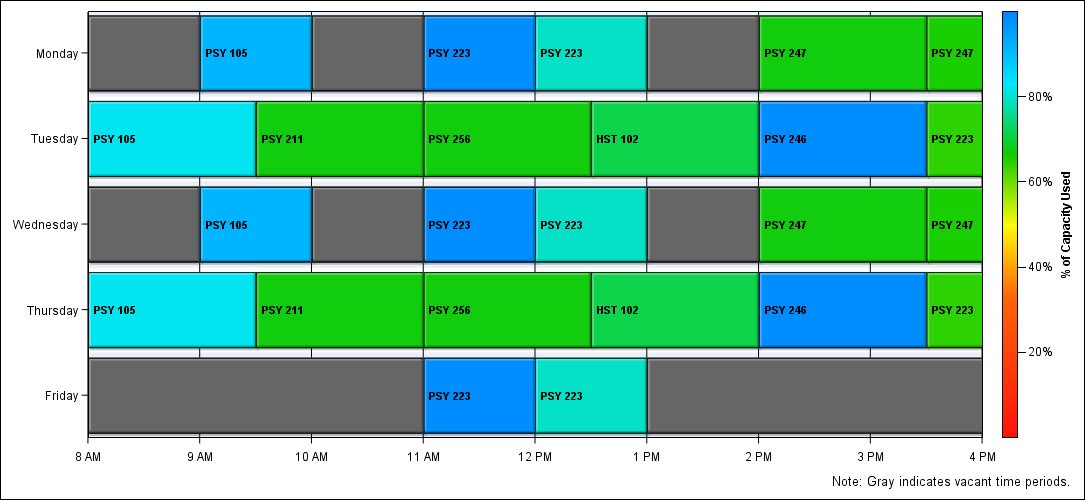 Monday
PSY 105
PSY 223
PSY 223
PSY 247
PSY 247
Tuesday
PSY 105
PSY 211
PSY 256
HST 102
PSY 246
PSY 223
Wednesday
PSY 105
PSY 223
PSY 223
PSY 247
PSY 247
Thursday
PSY 105
PSY 211
PSY 256
HST 102
PSY 246
PSY 223
Friday
PSY 223
PSY 223
8 AM 9 AM 10 AM 11 AM 12 PM 1 PM 2 PM 3 PM 4 PM
80%
60%
40%
20%
% of Capacity Used
Note: Gray indicates vacant time periods.